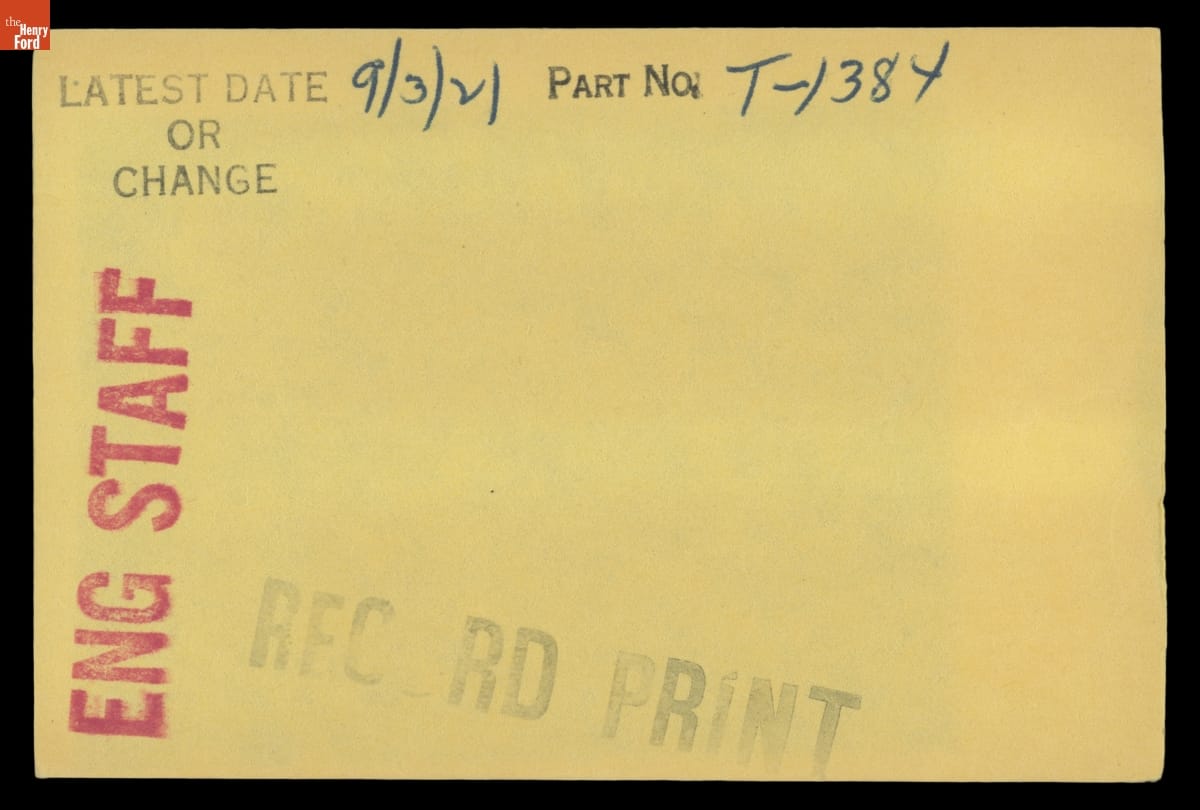 the
Henry
Ford
LATEST DATE 9/3/21 PART No. T-1384
OR
CHANGE
ENG STAFF
RECORD PRINT